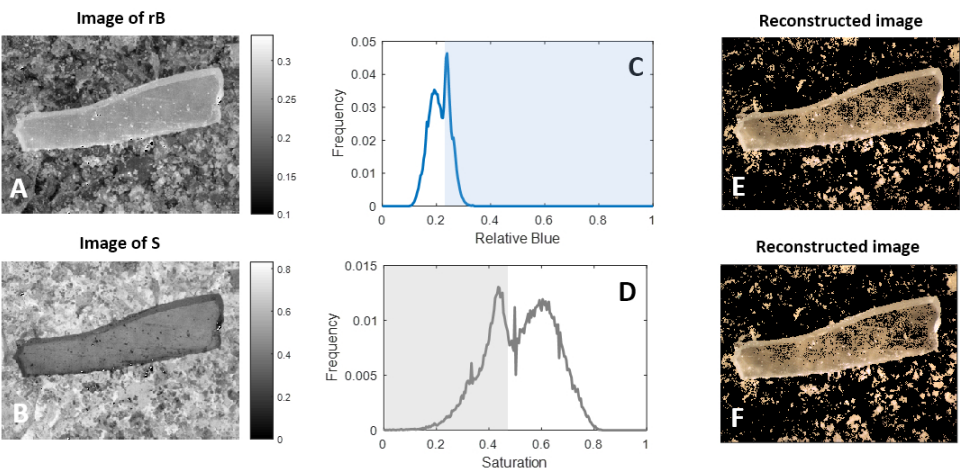 Image of rB
A
0.3
0.25
0.2
0.15
0.1
0.05
0.04
0.03
0.02
0.01
0
Frequency
C
0
0.2
0.4
0.6
0.8
1
Relative Blue
Reconstructed image
E
Image of S
B
0.8
0.6
0.4
0.2
0
0.015
0.01
0.005
0
Frequency
D
0
0.2
0.4
0.6
0.8
1
Saturation
Reconstructed image
F